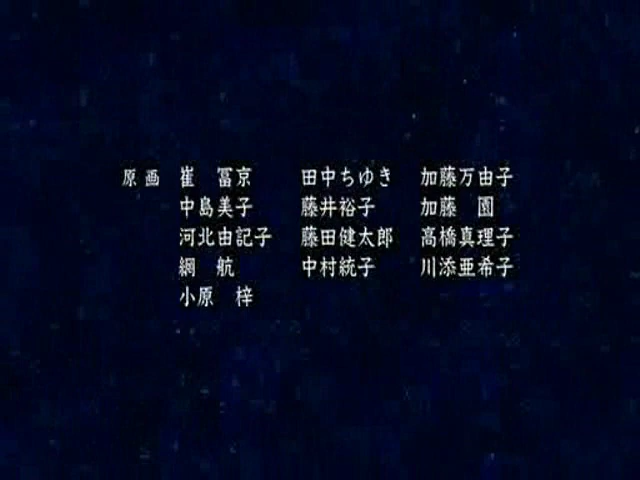 原画 崔 冨京 田中ちゆき 加藤万由子
中島美子 藤井裕子 加藤 園
河北由記子 藤田健太郎 高橋真理子
網 航 中村統子 川添亜希子
小原 梓